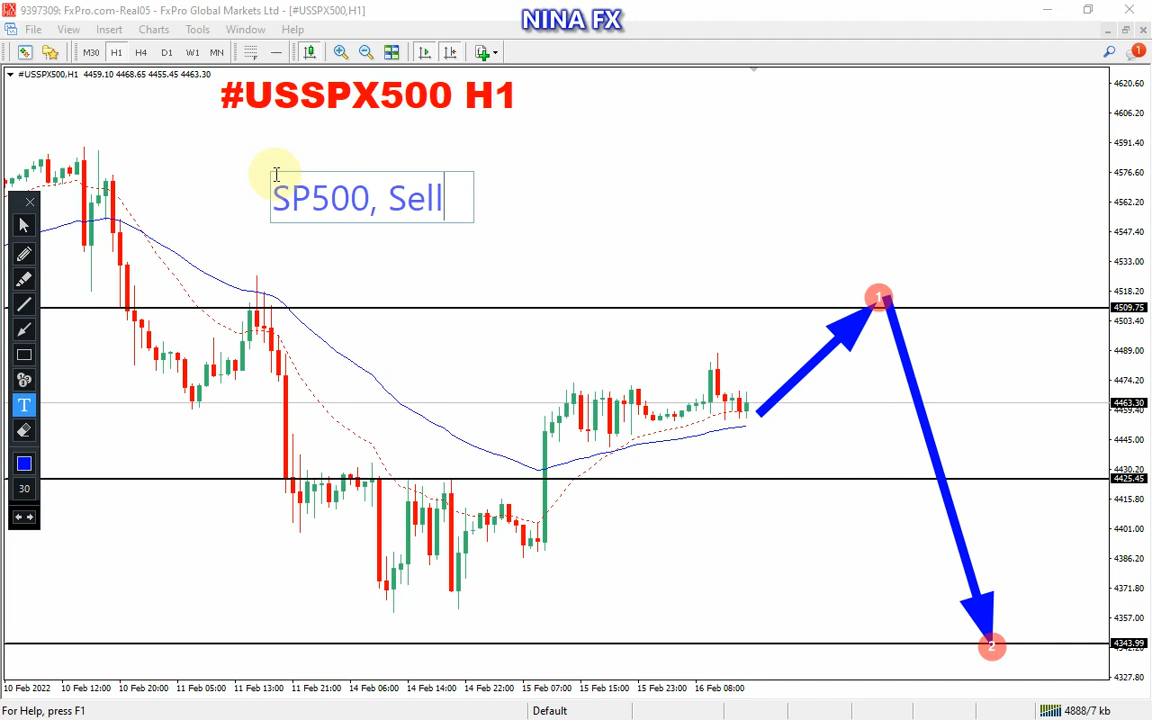 9397309: FxPro.com-Real05 - FxPro Global Markets Ltd - [#USSPX500,H1]
NINA FX
File View Insert Charts Tools Window Help
M30 H1 H4 D1 W1 MN
1
#USSPX500,H1 4459.10 4468.65 4455.45 4463.30
#USSPX500 H1
SP500, Sell
4620.60
4606.20
4591.40
4576.60
4562.20
4547.40
4533.00
4518.20
1
4509.75
4503.40
4489.00
4474.20
4463.30
4459.40
4445.00
4430.20
4425.45
4415.80
4401.00
4386.20
4371.80
4357.00
4343.99
2
4327.80
T
30
10 Feb 2022 10 Feb 12:00 10 Feb 20:00 11 Feb 05:00 11 Feb 13:00 11 Feb 21:00 14 Feb 06:00 14 Feb 14:00 14 Feb 22:00 15 Feb 07:00 15 Feb 15:00 15 Feb 23:00 16 Feb 08:00
For Help, press F1 Default 4888/7 kb